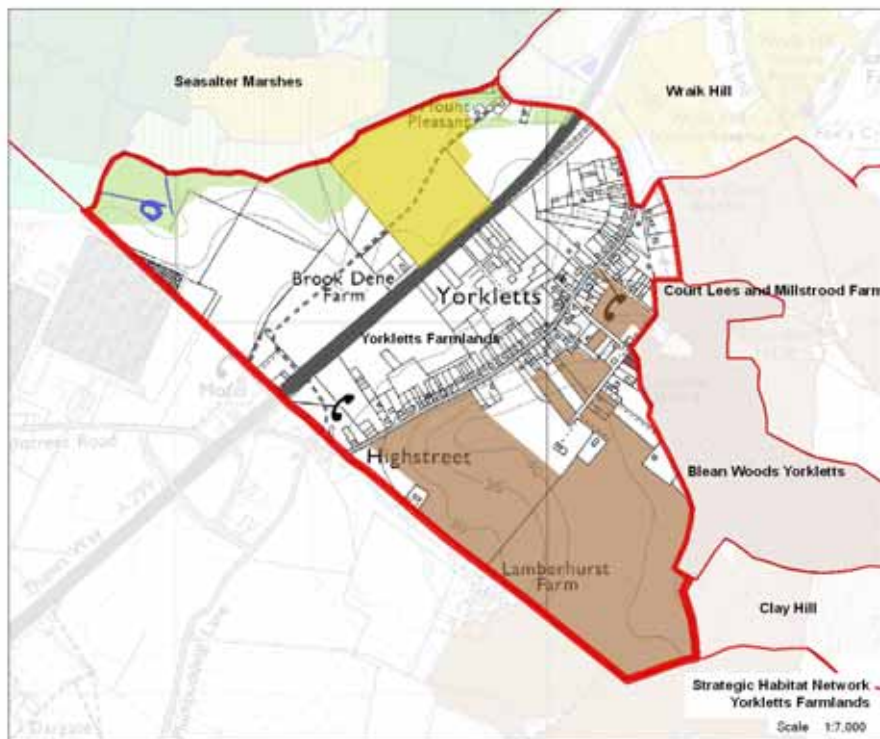 Seasalter Marshes
Wraik Hill
Mount
Pleasant
Brook Dene
Farm
Yorkletts
Court Lees and Millstrood Farm
Yorkletts Farmlands
Highstreet
Blean Woods Yorkletts
Lamberhurst
Farm
Clay Hill
Strategic Habitat Network
Yorkletts Farmlands
Scale 1:7,000
Dargate